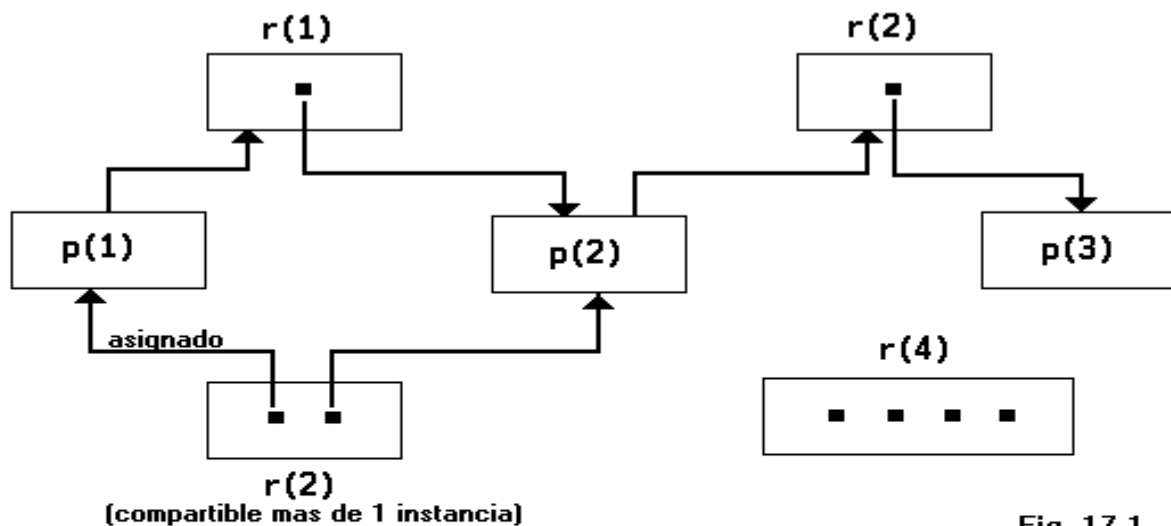 r(1)
r(2)
p(1)
p(2)
p(3)
asignado
r(4)
r(2)
(compartible mas de 1 instancia)
Fig. 17.1